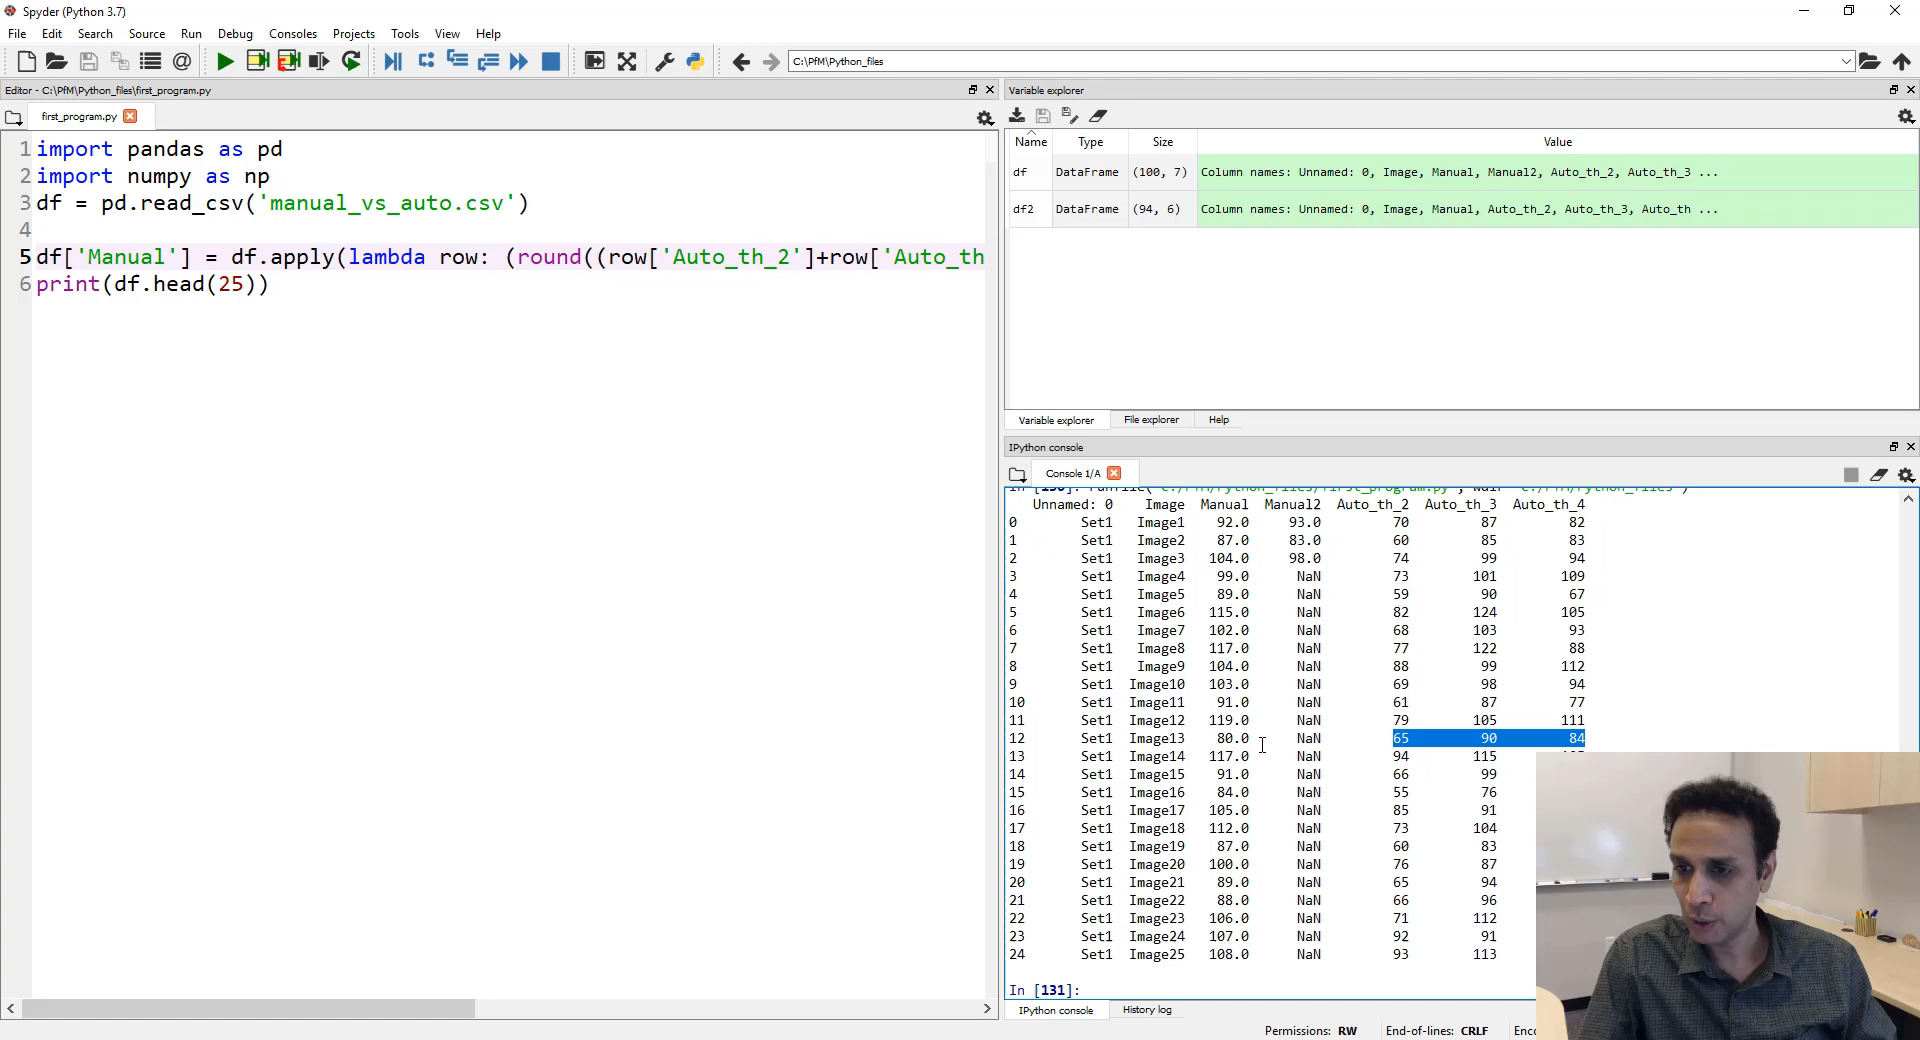 Spyder (Python 3.7)
File Edit Search Source Run Debug Consoles Projects Tools View Help
C:\PfM\Python_files
Editor - C:\PfM\Python_files\first_program.py
first_program.py
1 import pandas as pd
2 import numpy as np
3 df = pd.read_csv('manual_vs_auto.csv')
4
5 df['Manual'] = df.apply(lambda row: (round((row['Auto_th_2']+row['Auto_th
6 print(df.head(25))
Variable explorer
Name Type Size Value
df DataFrame (100, 7) Column names: Unnamed: 0, Image, Manual, Manual2, Auto_th_2, Auto_th_3 ...
df2 DataFrame (94, 6) Column names: Unnamed: 0, Image, Manual, Auto_th_2, Auto_th_3, Auto_th ...
Variable explorer File explorer Help
IPython console
Console 1/A
Unnamed: 0 Image Manual Manual2 Auto_th_2 Auto_th_3 Auto_th_4
0 Set1 Image1 92.0 93.0 70 87 82
1 Set1 Image2 87.0 83.0 60 85 83
2 Set1 Image3 104.0 98.0 74 99 94
3 Set1 Image4 99.0 NaN 73 101 109
4 Set1 Image5 89.0 NaN 59 90 67
5 Set1 Image6 115.0 NaN 82 124 105
6 Set1 Image7 102.0 NaN 68 103 93
7 Set1 Image8 117.0 NaN 77 122 88
8 Set1 Image9 104.0 NaN 88 99 112
9 Set1 Image10 103.0 NaN 69 98 94
10 Set1 Image11 91.0 NaN 61 87 77
11 Set1 Image12 119.0 NaN 79 105 111
12 Set1 Image13 80.0 NaN 65 90 84
13 Set1 Image14 117.0 NaN 94 115
14 Set1 Image15 91.0 NaN 66 99
15 Set1 Image16 84.0 NaN 55 76
16 Set1 Image17 105.0 NaN 85 91
17 Set1 Image18 112.0 NaN 73 104
18 Set1 Image19 87.0 NaN 60 83
19 Set1 Image20 100.0 NaN 76 87
20 Set1 Image21 89.0 NaN 65 94
21 Set1 Image22 88.0 NaN 66 96
22 Set1 Image23 106.0 NaN 71 112
23 Set1 Image24 107.0 NaN 92 91
24 Set1 Image25 108.0 NaN 93 113
In [131]:
IPython console History log
Permissions: RW End-of-lines: CRLF